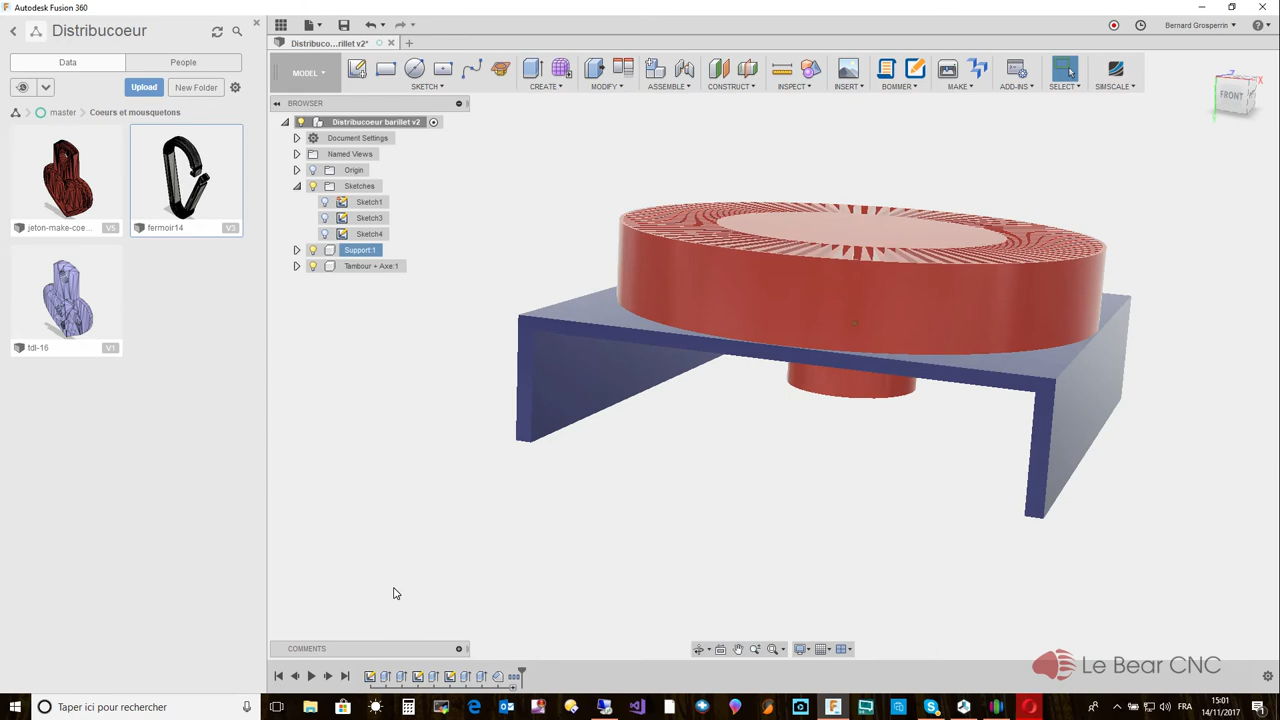 Autodesk Fusion 360
Distribucoeur
Data People
Upload New Folder
master > Coeurs et mousquetons
jeton-make-coe... V5
fermoir14 V3
tdl-16 V1
Distribuco...rillet v2*
Bernard Grosperrin
MODEL
SKETCH CREATE MODIFY ASSEMBLE CONSTRUCT INSPECT INSERT BOMMER MAKE ADD-INS SELECT SIMSCALE
BROWSER
Distribucoeur barillet v2
Document Settings
Named Views
Origin
Sketches
Sketch1
Sketch3
Sketch4
Support:1
Tambour + Axe:1
FRONT
Z
X
COMMENTS
Le Bear CNC
Taper ici pour rechercher
FRA
15:01
14/11/2017